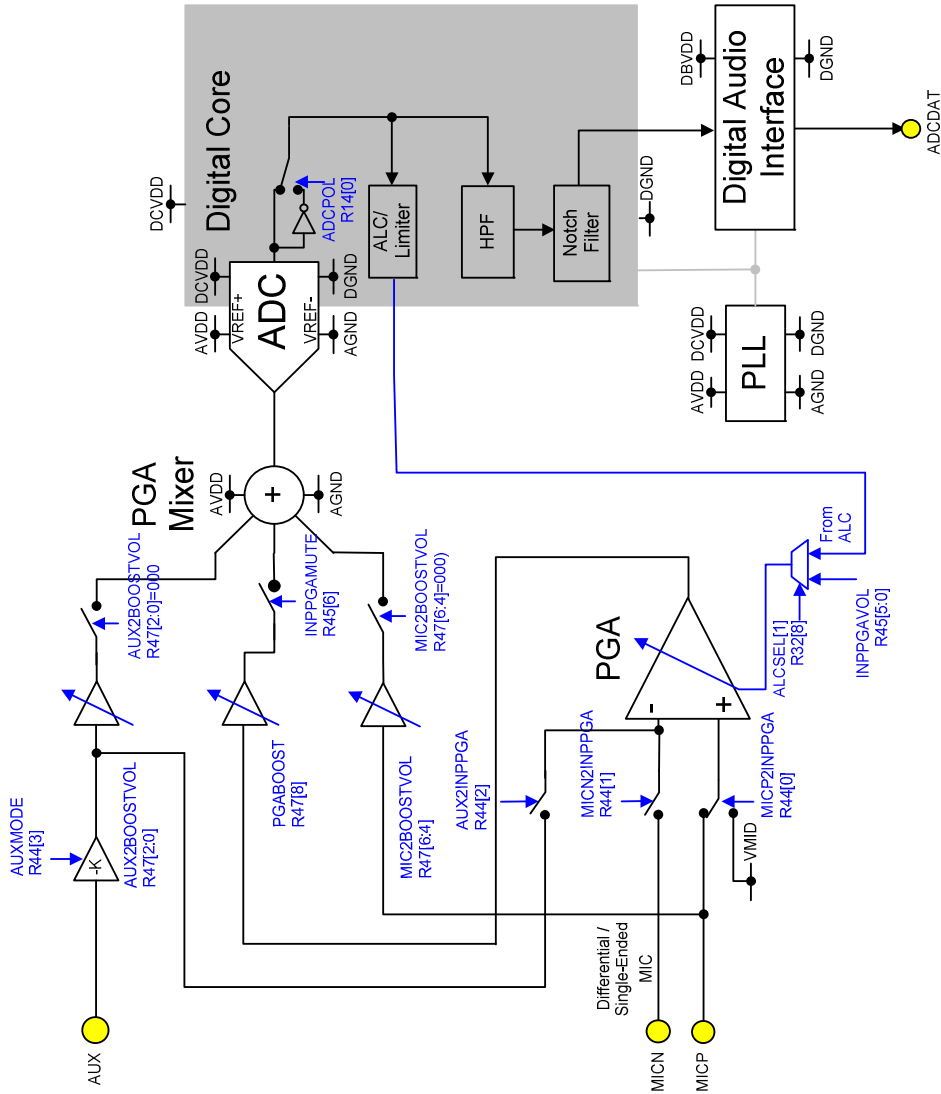 AUX
AUXMODE
R44[3]
-K
AUX2BOOSTVOL
R47[2:0]
AUX2BOOSTVOL
R47[2:0]=000
PGA
Mixer
AVDD
+
AGND
PGABOOST
R47[8]
INPPGAMUTE
R45[6]
MIC2BOOSTVOL
R47[6:4]
MIC2BOOSTVOL
R47[6:4]=000)
AVDD
DCVDD
VREF+
ADC
VREF-
AGND
DGND
DCVDD
Digital Core
ADCPOL
R14[0]
ALC/
Limiter
HPF
Notch
Filter
DGND
DBVDD
Digital Audio
Interface
DGND
ADCDAT
AVDD
DCVDD
PLL
AGND
DGND
AUX2INPPGA
R44[2]
MICN2INPPGA
R44[1]
MICP2INPPGA
R44[0]
VMID
Differential /
Single-Ended
MIC
MICN
MICP
PGA
-
+
ALCSEL[1]
R32[8]
From
ALC
INPPGAVOL
R45[5:0]